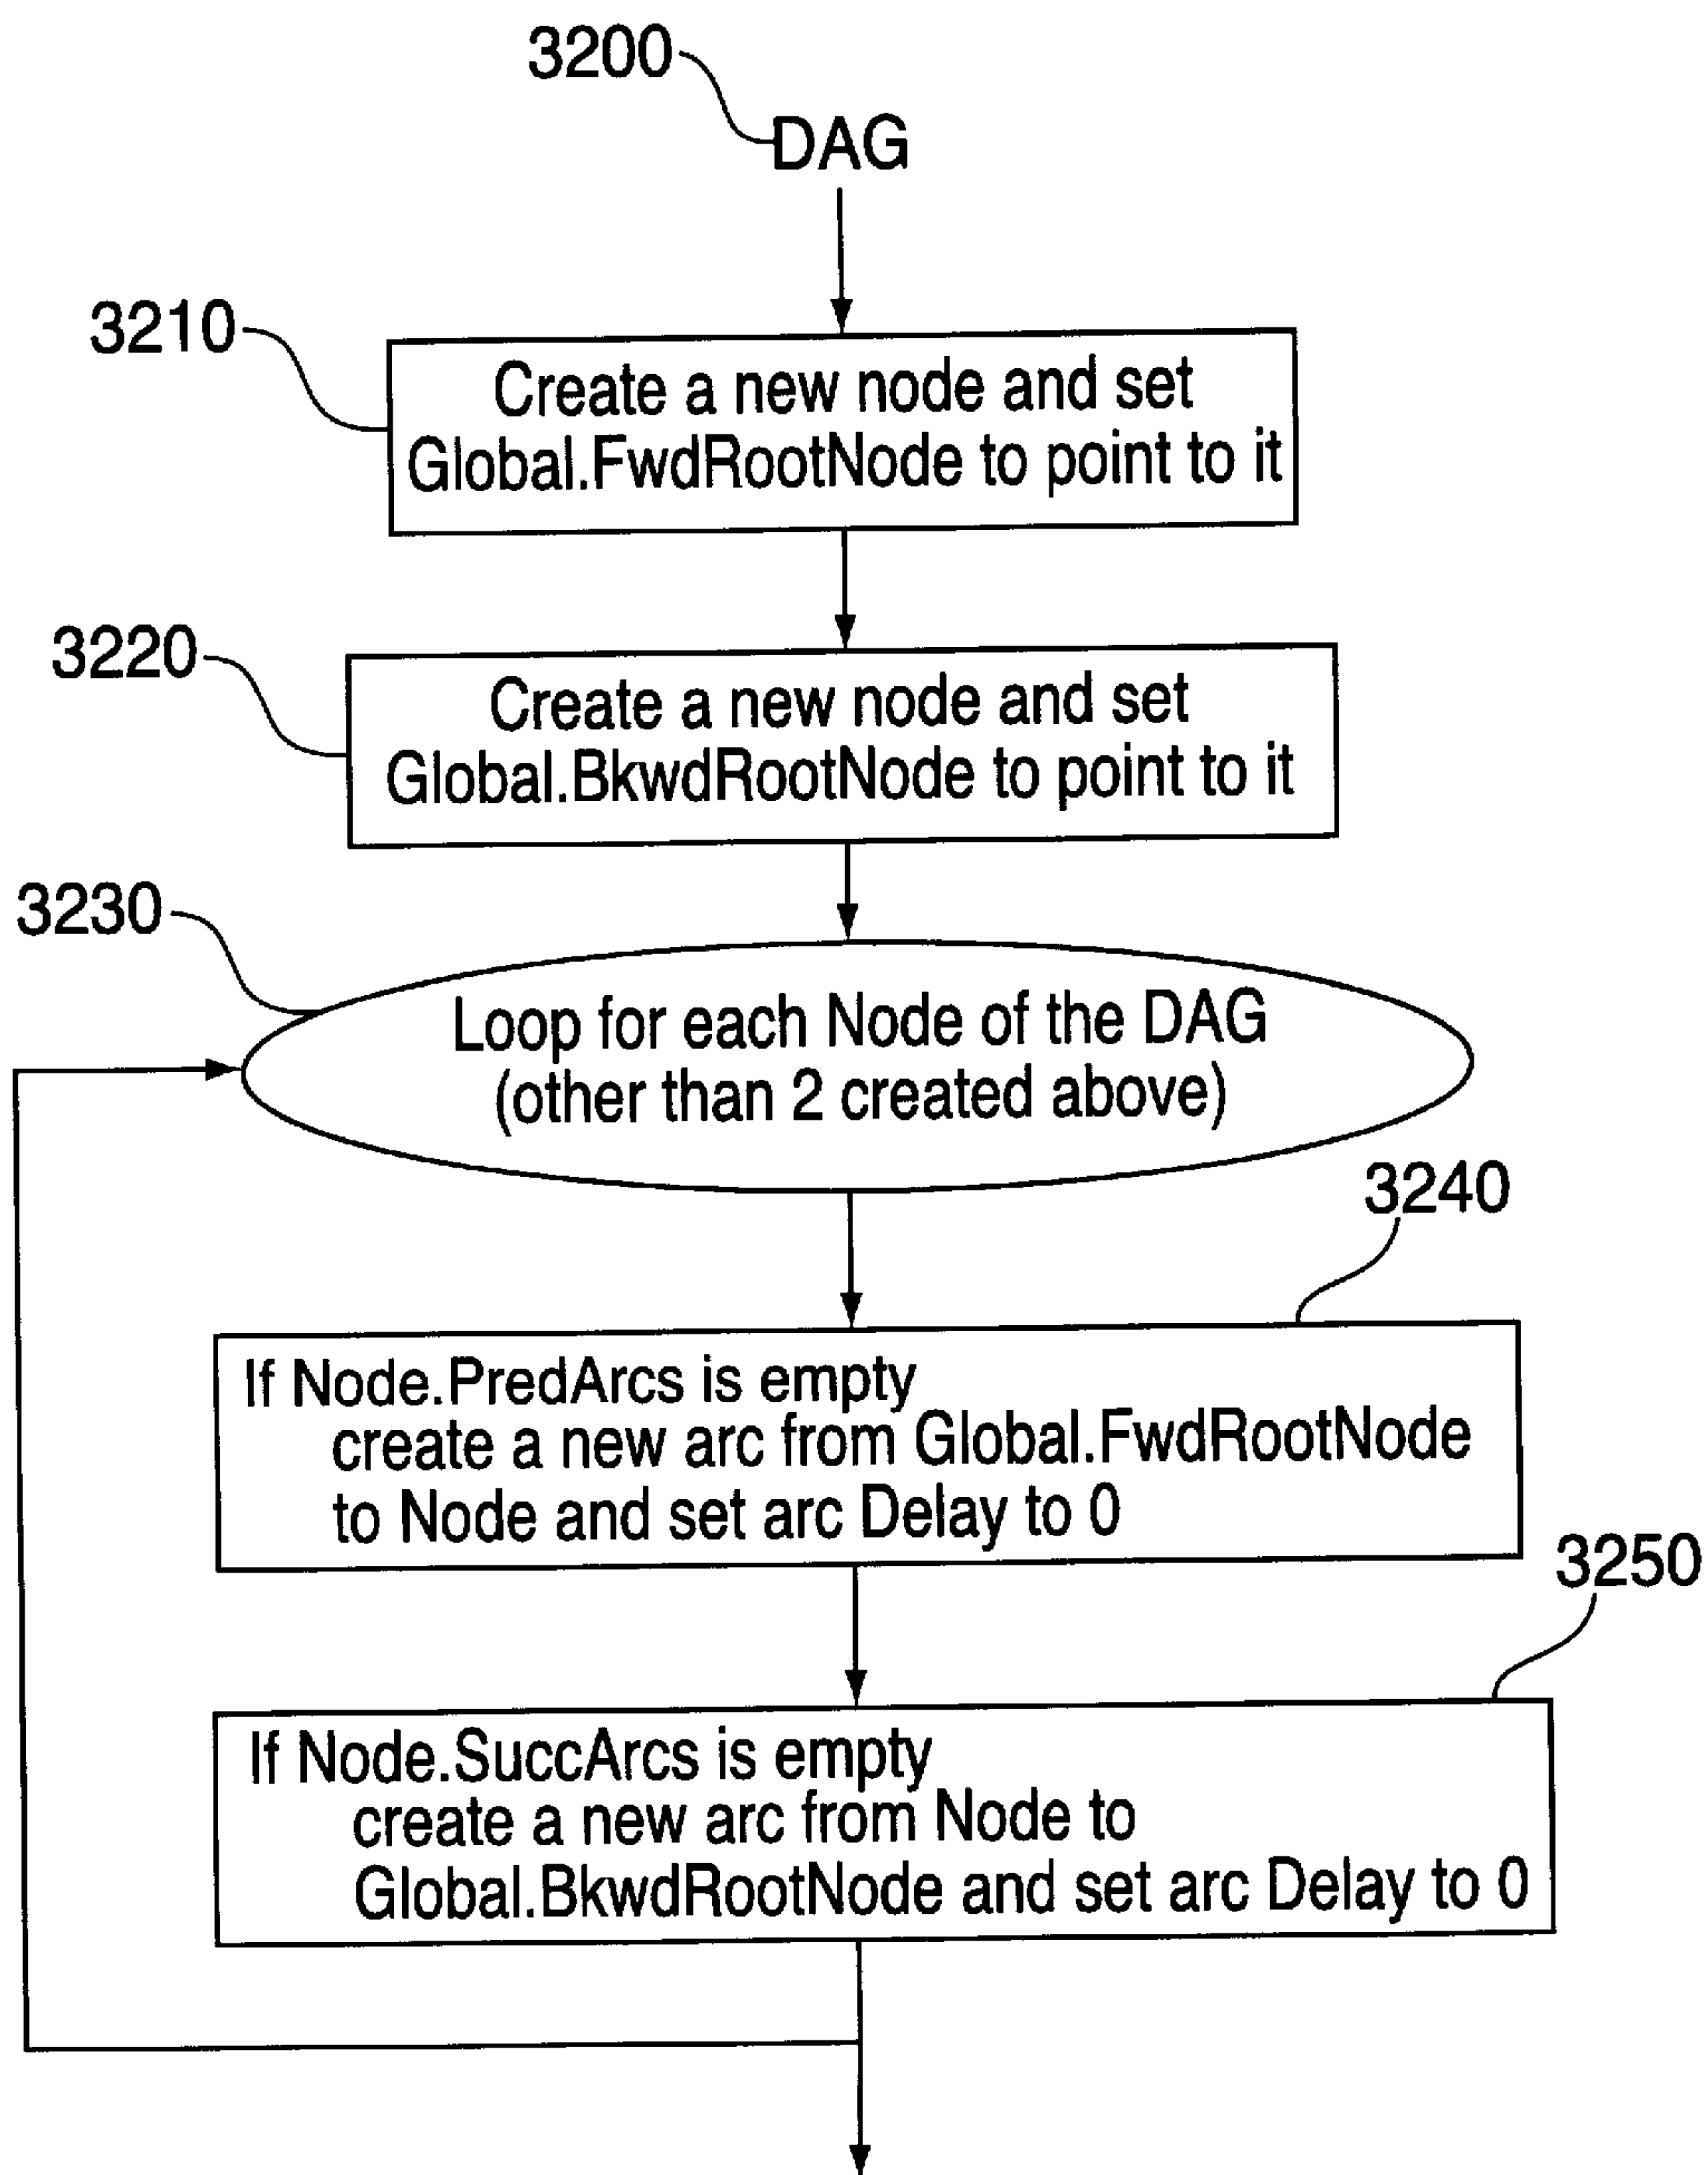 3200
DAG
3210
Create a new node and set
Global.FwdRootNode to point to it
3220
Create a new node and set
Global.BkwdRootNode to point to it
3230
Loop for each Node of the DAG
(other than 2 created above)
3240
If Node.PredArcs is empty
create a new arc from Global.FwdRootNode
to Node and set arc Delay to 0
3250
If Node.SuccArcs is empty
create a new arc from Node to
Global.BkwdRootNode and set arc Delay to 0